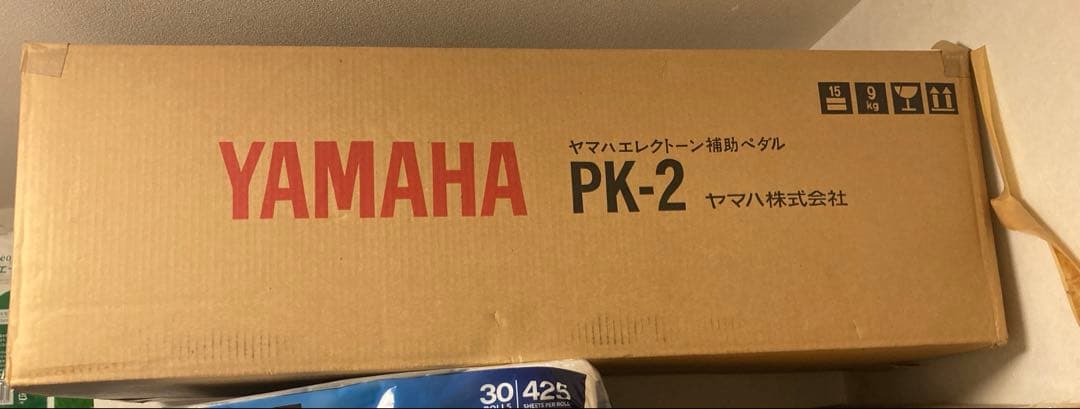 15
9
kg
ヤマハエレクトーン補助ペダル
YAMAHA PK-2 ヤマハ株式会社
30 425
ROLLS SHEETS PER ROLL